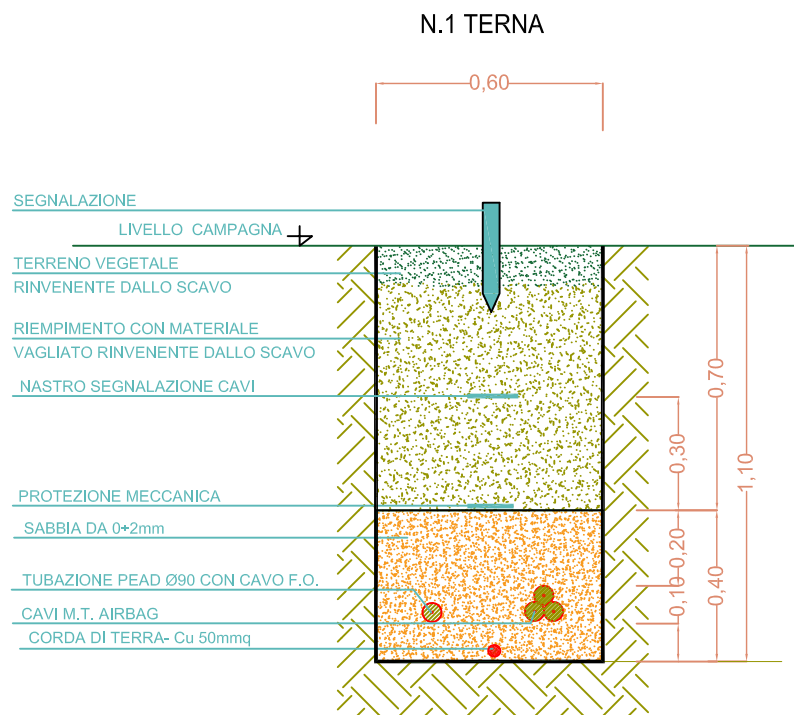 N.1 TERNA
0,60
SEGNALAZIONE
LIVELLO CAMPAGNA
TERRENO VEGETALE
RINVENENTE DALLO SCAVO
RIEMPIMENTO CON MATERIALE
VAGLIATO RINVENENTE DALLO SCAVO
NASTRO SEGNALAZIONE CAVI
PROTEZIONE MECCANICA
SABBIA DA 0÷2mm
TUBAZIONE PEAD Ø90 CON CAVO F.O.
CAVI M.T. AIRBAG
CORDA DI TERRA- Cu 50mmq
0,30
0,70
1,10
0,20
0,10
0,40